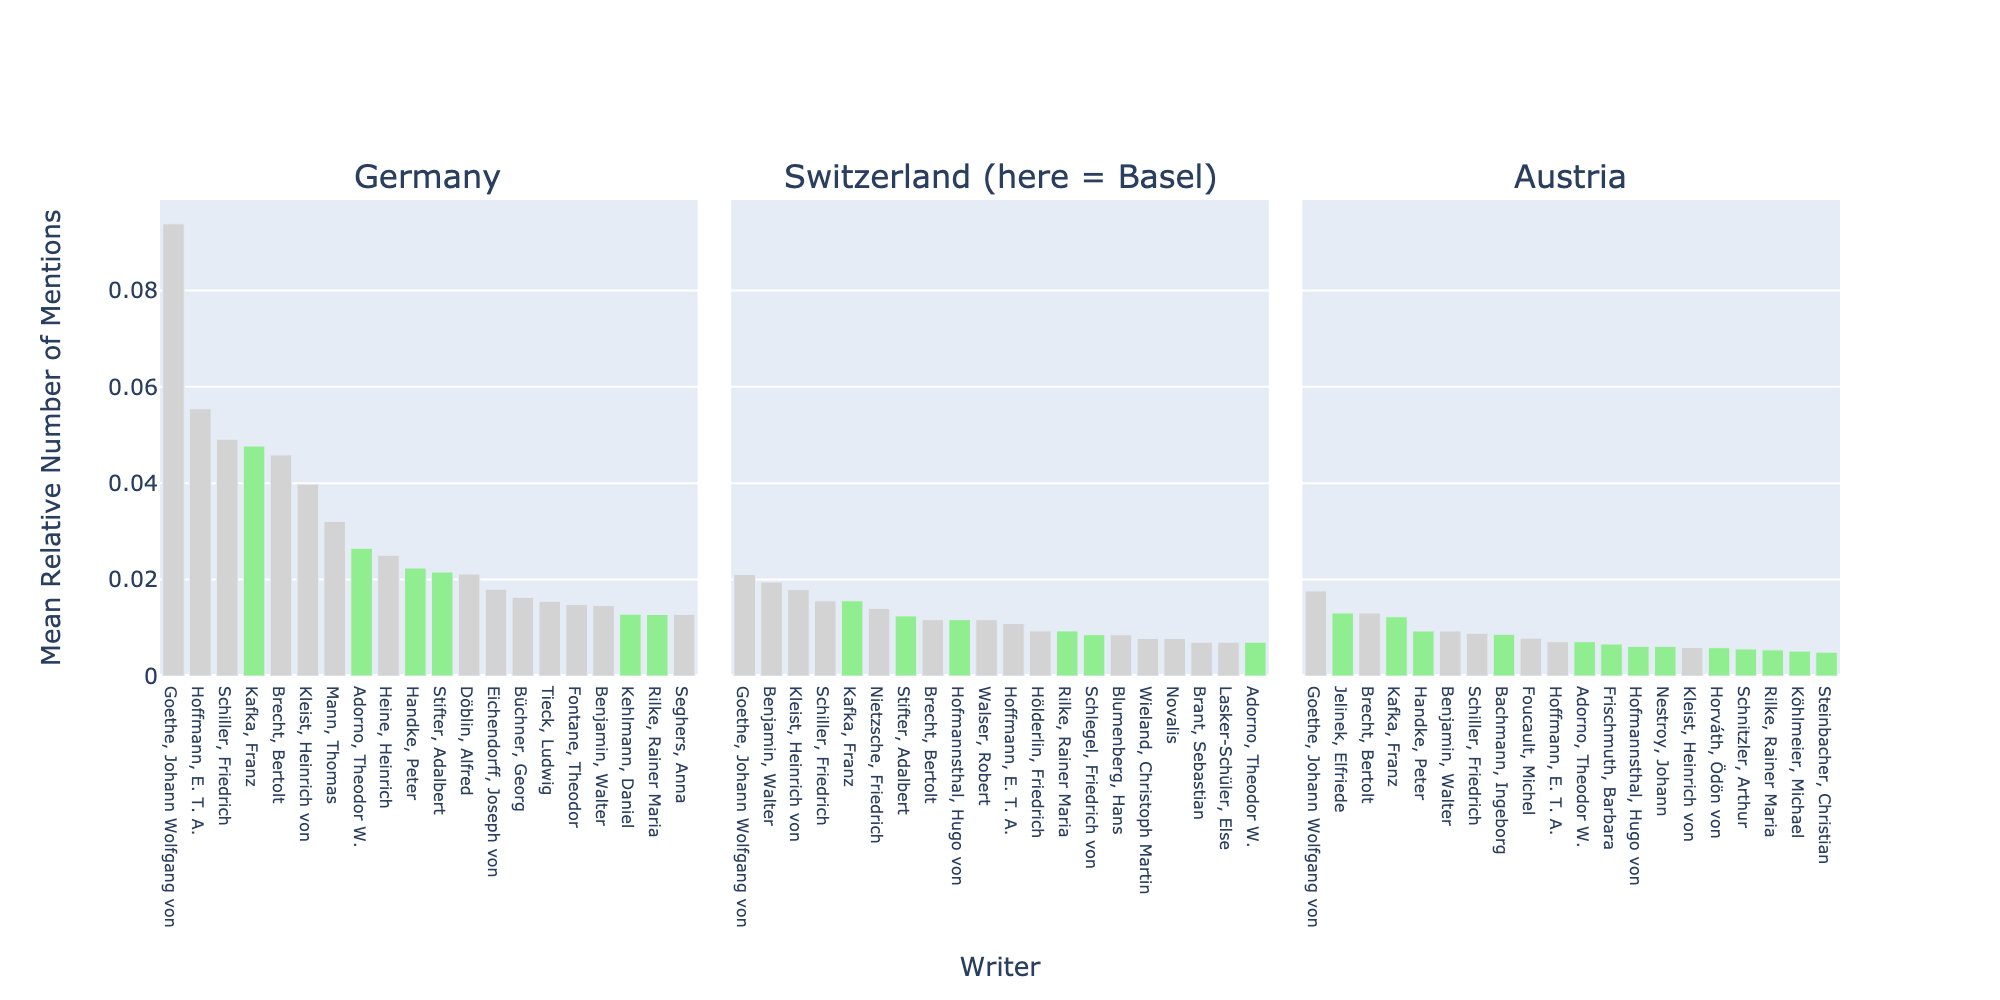 Germany
Switzerland (here = Basel)
Austria
Mean Relative Number of Mentions
0.08
0.06
0.04
0.02
0
Goethe, Johann Wolfgang von
Hoffmann, E. T. A.
Schiller, Friedrich
Kafka, Franz
Brecht, Bertolt
Kleist, Heinrich von
Mann, Thomas
Adorno, Theodor W.
Heine, Heinrich
Handke, Peter
Stifter, Adalbert
Döblin, Alfred
Eichendorff, Joseph von
Büchner, Georg
Tieck, Ludwig
Fontane, Theodor
Benjamin, Walter
Kehlmann, Daniel
Rilke, Rainer Maria
Seghers, Anna
Goethe, Johann Wolfgang von
Benjamin, Walter
Kleist, Heinrich von
Schiller, Friedrich
Kafka, Franz
Nietzsche, Friedrich
Stifter, Adalbert
Brecht, Bertolt
Hofmannsthal, Hugo von
Walser, Robert
Hoffmann, E. T. A.
Hölderlin, Friedrich
Rilke, Rainer Maria
Schlegel, Friedrich von
Blumenberg, Hans
Wieland, Christoph Martin
Novalis
Brant, Sebastian
Lasker-Schüler, Else
Adorno, Theodor W.
Goethe, Johann Wolfgang von
Jelinek, Elfriede
Brecht, Bertolt
Kafka, Franz
Handke, Peter
Benjamin, Walter
Schiller, Friedrich
Bachmann, Ingeborg
Foucault, Michel
Hoffmann, E. T. A.
Adorno, Theodor W.
Frischmuth, Barbara
Hofmannsthal, Hugo von
Nestroy, Johann
Kleist, Heinrich von
Horváth, Ödön von
Schnitzler, Arthur
Rilke, Rainer Maria
Köhlmeier, Michael
Steinbacher, Christian
Writer